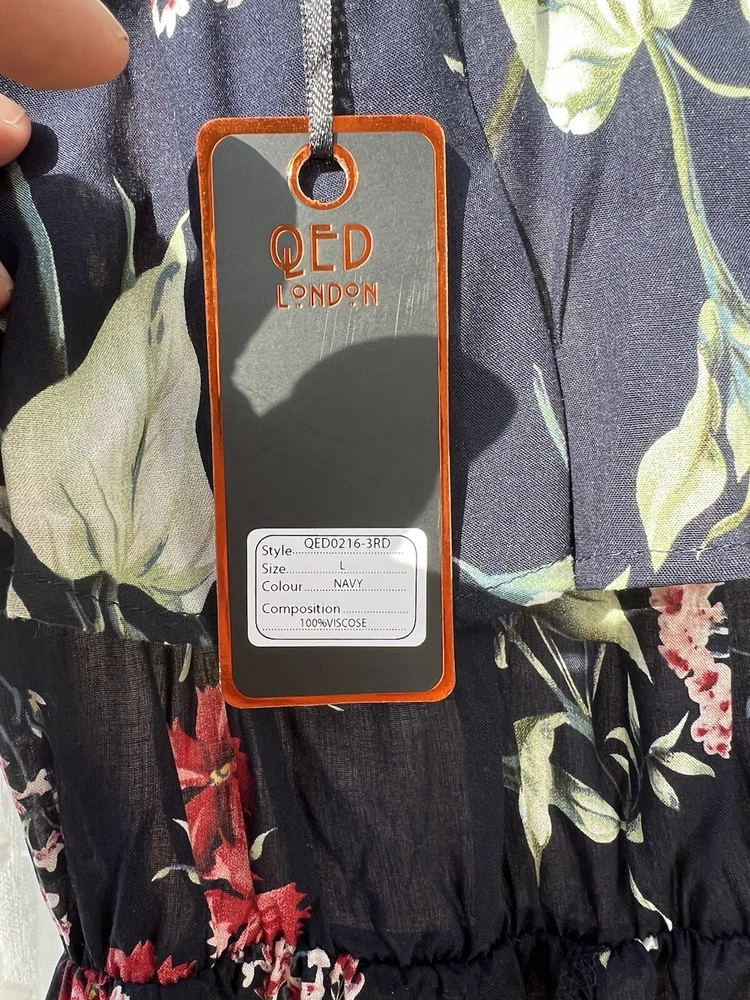 QED
LONDON
Style QED0216-3RD
Size L
Colour NAVY
Composition
100%VISCOSE